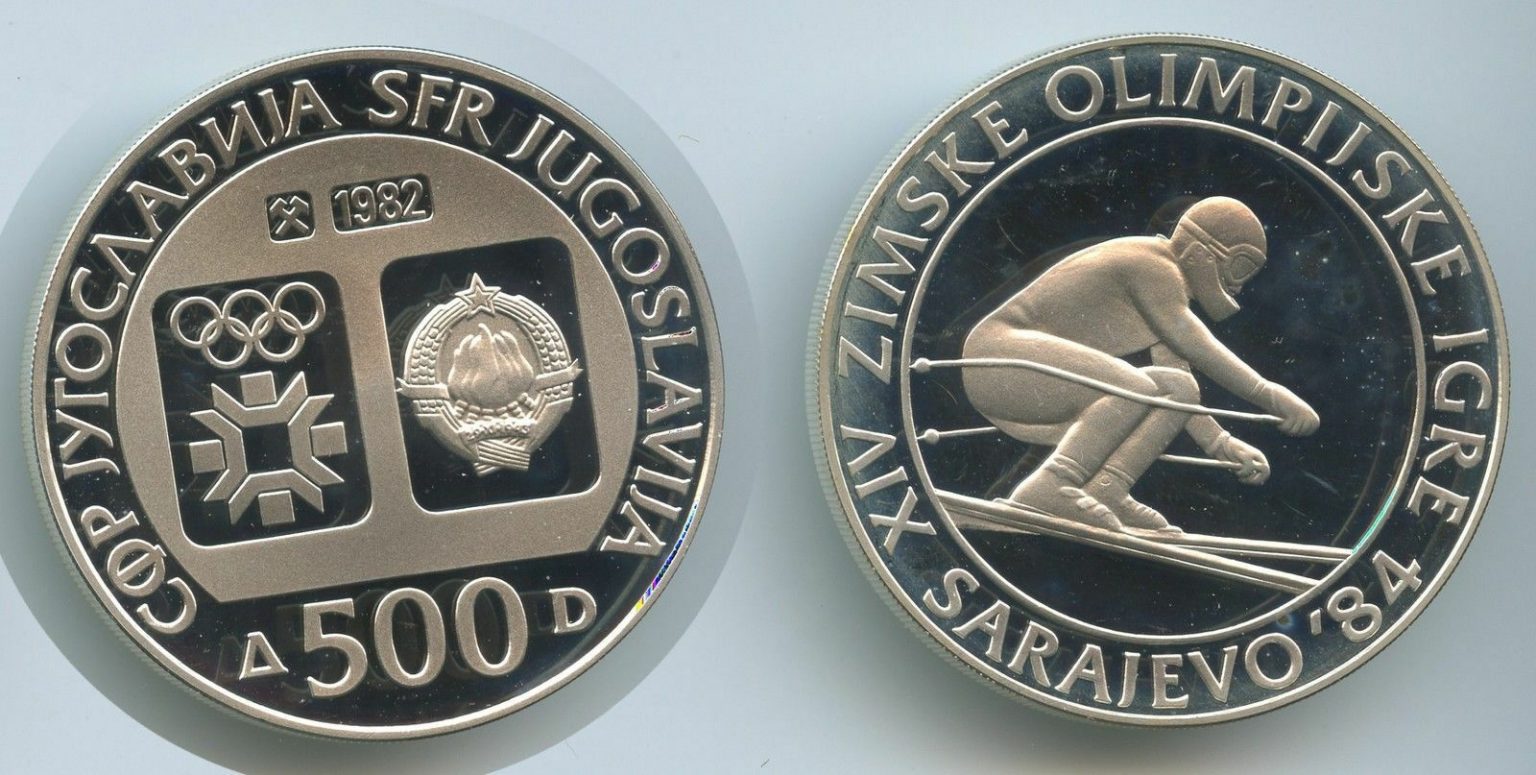 СФР ЈУГОСЛАВИЈА SFR JUGOSLAVIJA
1982
Д 500 D
XIV ZIMSKE OLIMPIJSKE IGRE
SARAJEVO '84